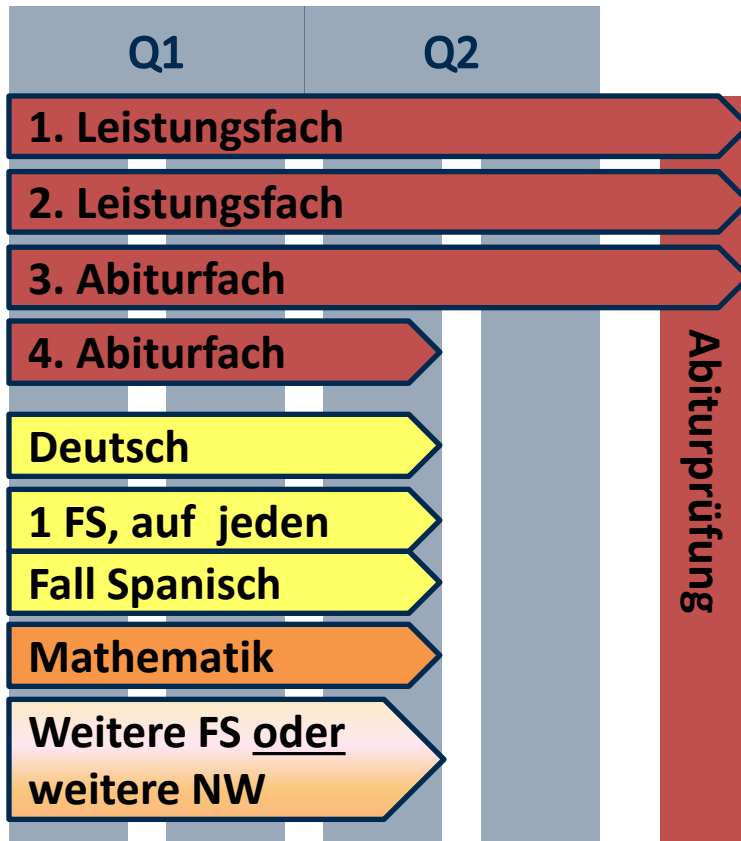 Q1 Q2
1. Leistungsfach
2. Leistungsfach
3. Abiturfach
4. Abiturfach
Deutsch
1 FS, auf jeden
Fall Spanisch
Mathematik
Weitere FS oder
weitere NW
Abiturprüfung